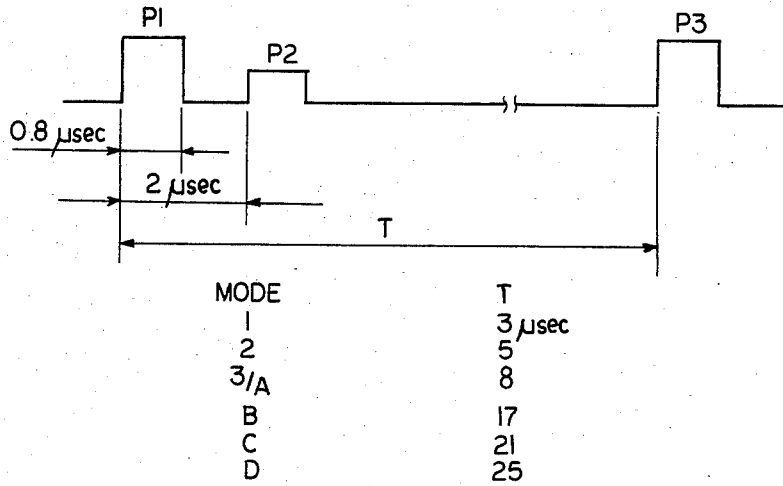 P1
P2
P3
0.8 μsec
2 μsec
T
MODE T
1 3 μsec
2 5
3/A 8
B 17
C 21
D 25